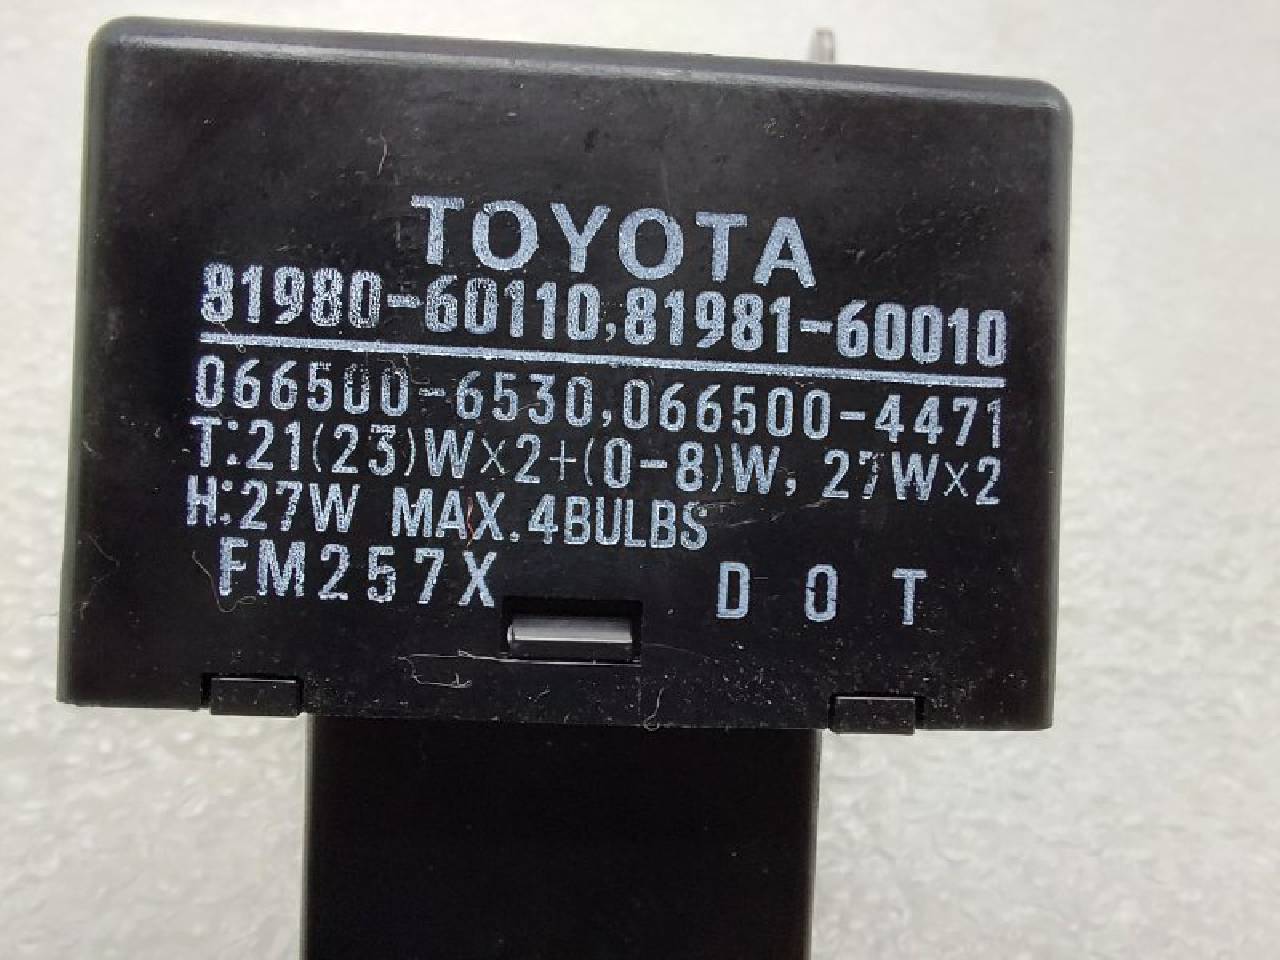 TOYOTA
81980-60110,81981-60010
066500-6530,066500-4471
T:21(23)W×2+(0-8)W, 27W×2
H:27W MAX.4BULBS
FM257X DOT